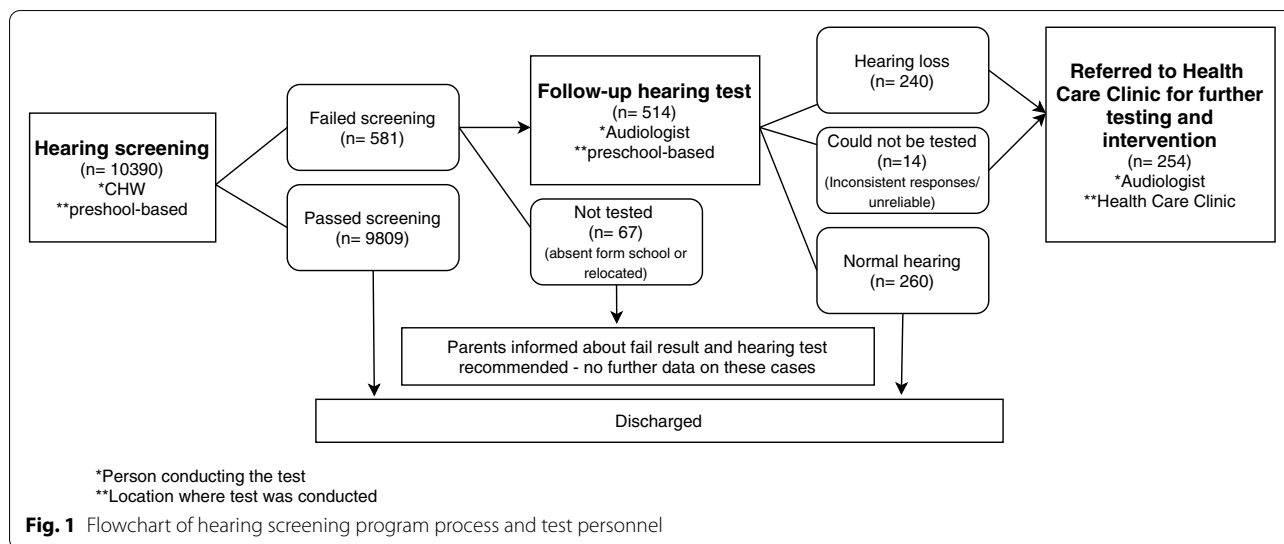 Hearing screening
(n= 10390)
*CHW
**preshool-based
Failed screening
(n= 581)
Passed screening
(n= 9809)
Follow-up hearing test
(n= 514)
*Audiologist
**preschool-based
Not tested
(n= 67)
(absent form school or
relocated)
Hearing loss
(n= 240)
Could not be tested
(n=14)
(Inconsistent responses/
unreliable)
Normal hearing
(n= 260)
Referred to Health
Care Clinic for further
testing and
intervention
(n= 254)
*Audiologist
**Health Care Clinic
Parents informed about fail result and hearing test
recommended - no further data on these cases
Discharged
*Person conducting the test
**Location where test was conducted
Fig. 1 Flowchart of hearing screening program process and test personnel